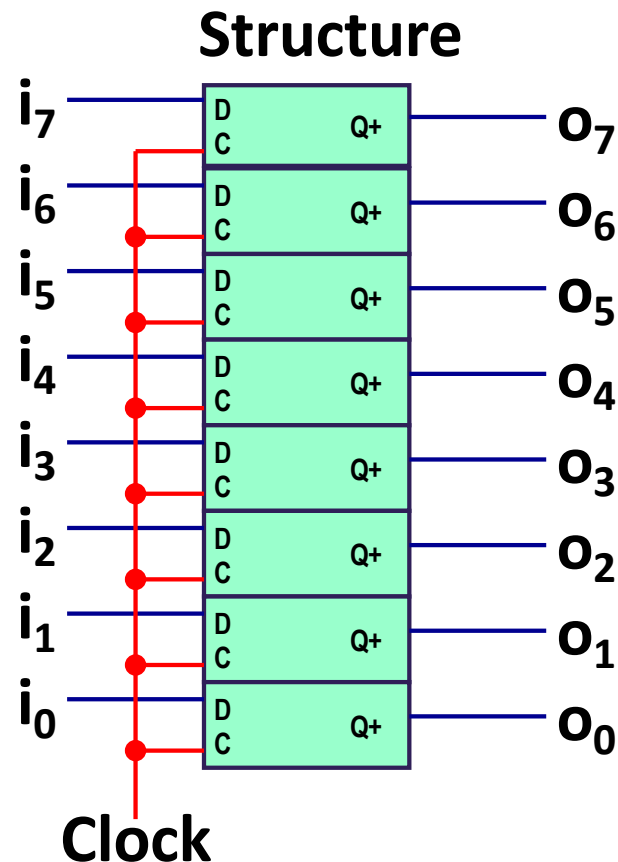 Structure
i7 D C Q+ o7
i6 D C Q+ o6
i5 D C Q+ o5
i4 D C Q+ o4
i3 D C Q+ o3
i2 D C Q+ o2
i1 D C Q+ o1
i0 D C Q+ o0
Clock